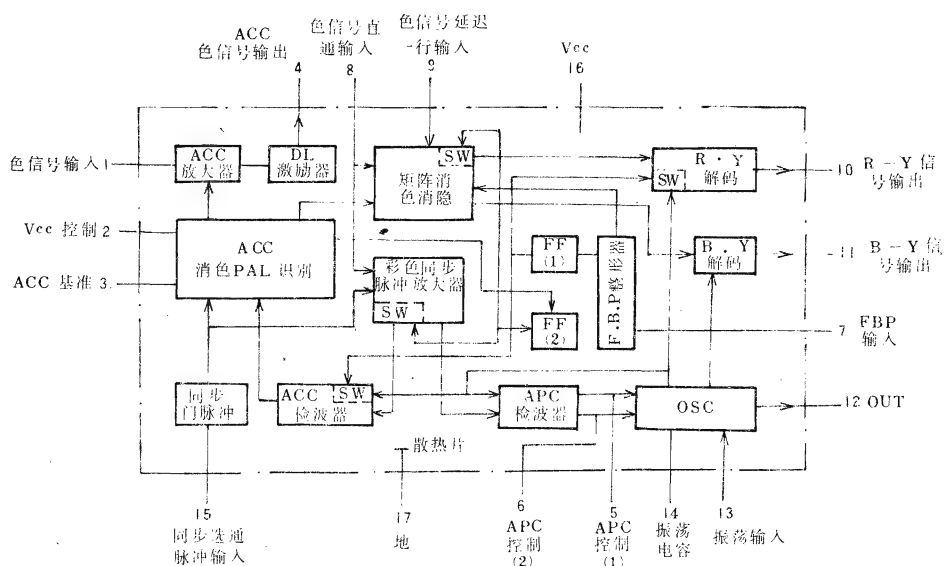 ACC
色信号输出
4
色信号直
通输入
8
色信号延迟
一行输入
9
Vcc
16
色信号输入 1
ACC
放大器
DL
激励器
SW
矩阵消
色消隐
R·Y
SW
解码
10 R-Y 信
号输出
Vcc 控制 2
ACC
消色PAL 识别
ACC 基准 3
彩色同步
脉冲放大器
SW
FF
(1)
FF
(2)
F.B.P整形器
B.Y
解码
11 B-Y 信
号输出
7 FBP
输入
同步
门脉冲
ACC
SW
检波器
APC
检波器
OSC
12 OUT
散热片
15
同步选通
脉冲输入
17
地
6
APC
控制
(2)
5
APC
控制
(1)
14
振荡
电容
13
振荡输入